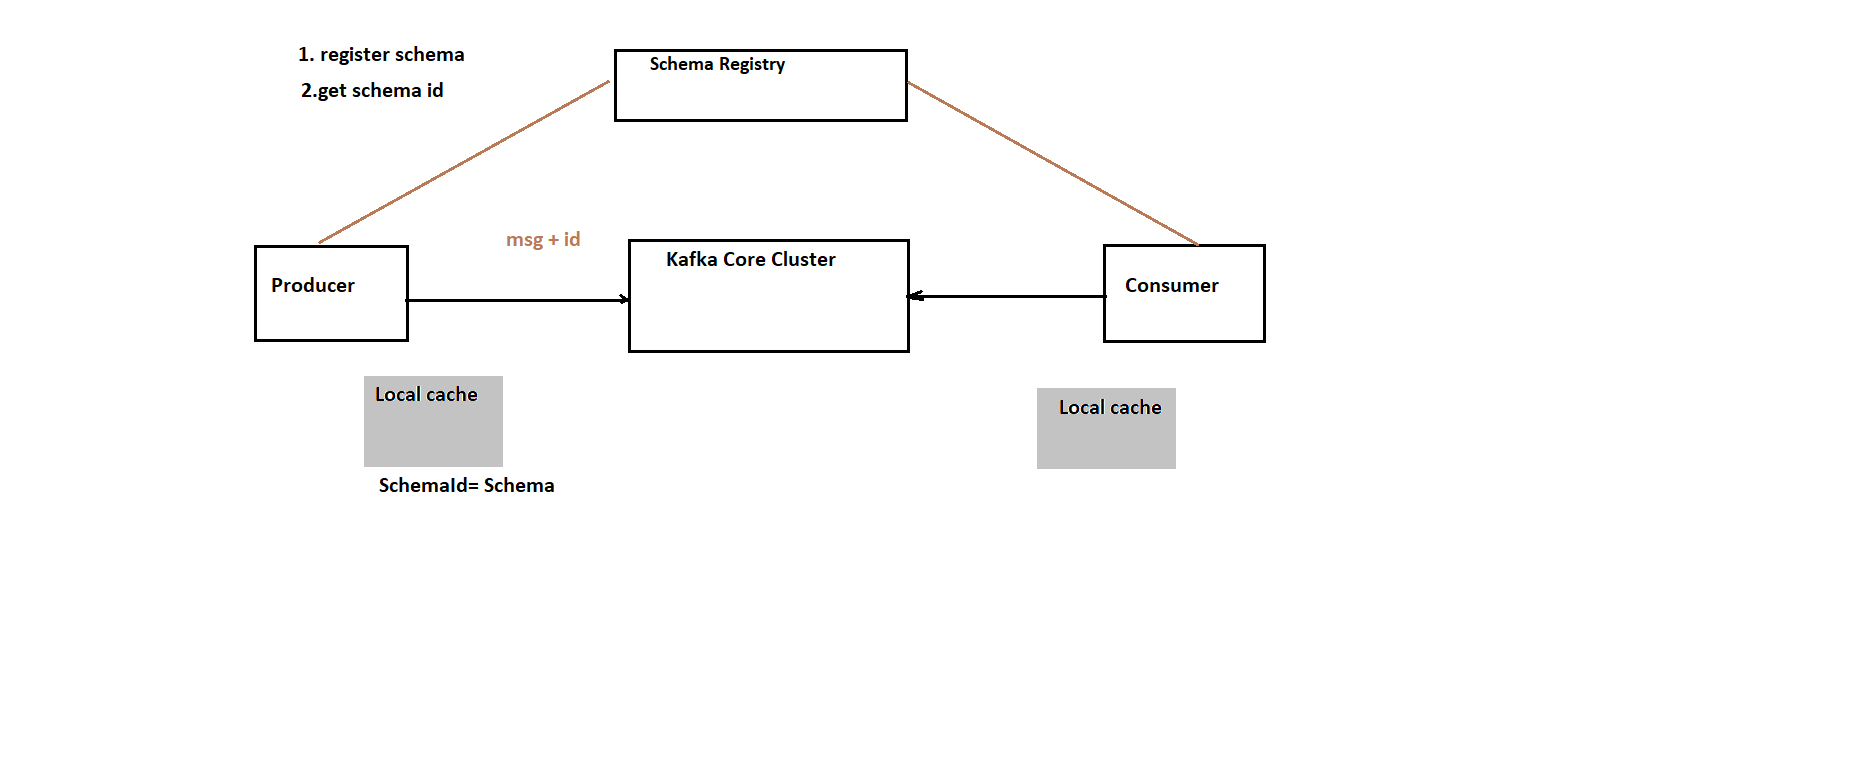 1. register schema
2.get schema id
Schema Registry
msg + id
Kafka Core Cluster
Producer
Consumer
Local cache
Local cache
SchemaId= Schema